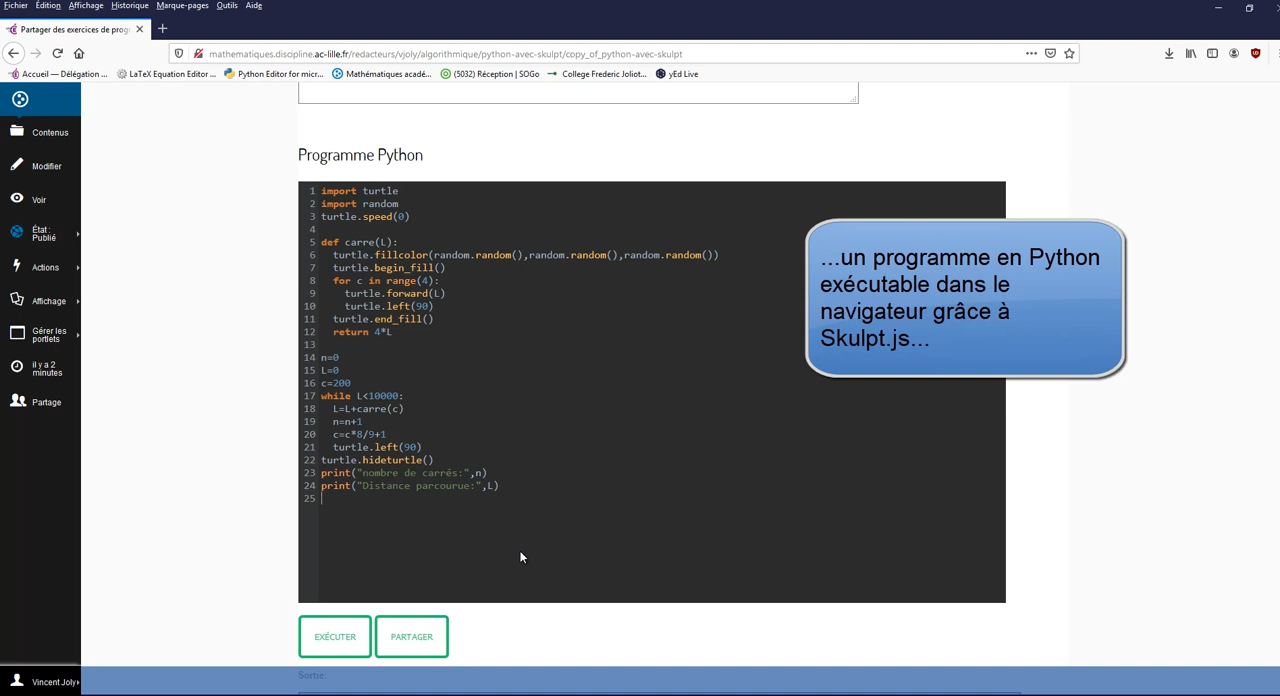 Fichier Édition Affichage Historique Marque-pages Outils Aide
Partager des exercices de prog
mathematiques.discipline.ac-lille.fr/redacteurs/vjoly/algorithmique/python-avec-skulpt/copy_of_python-avec-skulpt
Accueil — Délégation ... LaTeX Equation Editor ... Python Editor for micr... Mathématiques acadé... (5032) Réception | SOGo College Frederic Joliot... yEd Live
Contenus
Modifier
Voir
État :
Publié
Actions
Affichage
Gérer les
portlets
il y a 2
minutes
Partage
Vincent Joly
Programme Python
1 import turtle
2 import random
3 turtle.speed(0)
4
5 def carre(L):
6 turtle.fillcolor(random.random(),random.random(),random.random())
7 turtle.begin_fill()
8 for c in range(4):
9 turtle.forward(L)
10 turtle.left(90)
11 turtle.end_fill()
12 return 4*L
13
14 n=0
15 L=0
16 c=200
17 while L<10000:
18 L=L+carre(c)
19 n=n+1
20 c=c*8/9+1
21 turtle.left(90)
22 turtle.hideturtle()
23 print("nombre de carrés:",n)
24 print("Distance parcourue:",L)
25
...un programme en Python
exécutable dans le
navigateur grâce à
Skulpt.js...
EXÉCUTER PARTAGER
Sortie: